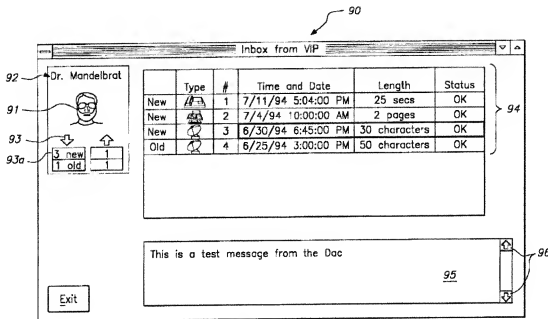 90
Inbox from VIP
92
Dr. Mandelbrat
91
93
93a
3 new 1
1 old 1
Type # Time and Date Length Status
New 1 7/11/94 5:04:00 PM 25 secs OK
New 2 7/4/94 10:00:00 AM 2 pages OK
New 3 6/30/94 6:45:00 PM 30 characters OK
Old 4 6/25/94 3:00:00 PM 50 characters OK
94
This is a test message from the Dac
95
96
Exit